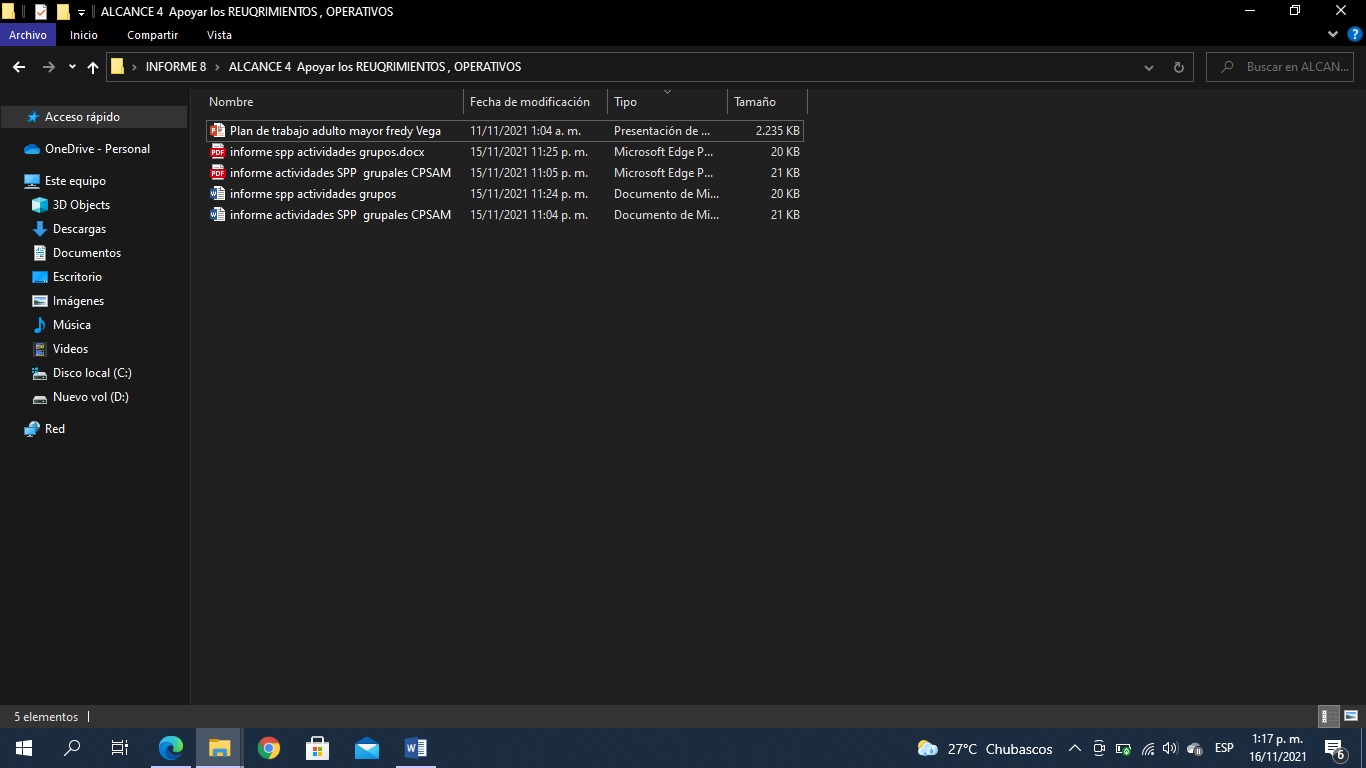 ALCANCE 4  Apoyar los REUQRIMIENTOS , OPERATIVOS
Archivo Inicio Compartir Vista
INFORME 8 ALCANCE 4  Apoyar los REUQRIMIENTOS , OPERATIVOS Buscar en ALCAN...
Nombre Fecha de modificación Tipo Tamaño
Acceso rápido
OneDrive - Personal
Este equipo
3D Objects
Descargas
Documentos
Escritorio
Imágenes
Música
Videos
Disco local (C:)
Nuevo vol (D:)
Red
Plan de trabajo adulto mayor fredy Vega 11/11/2021 1:04 a. m. Presentación de ... 2.235 KB
informe spp actividades grupos.docx 15/11/2021 11:25 p. m. Microsoft Edge P... 20 KB
informe actividades SPP  grupales CPSAM 15/11/2021 11:05 p. m. Microsoft Edge P... 21 KB
informe spp actividades grupos 15/11/2021 11:24 p. m. Documento de Mi... 20 KB
informe actividades SPP  grupales CPSAM 15/11/2021 11:04 p. m. Documento de Mi... 21 KB
5 elementos
27°C Chubascos ESP 1:17 p. m.
16/11/2021 6